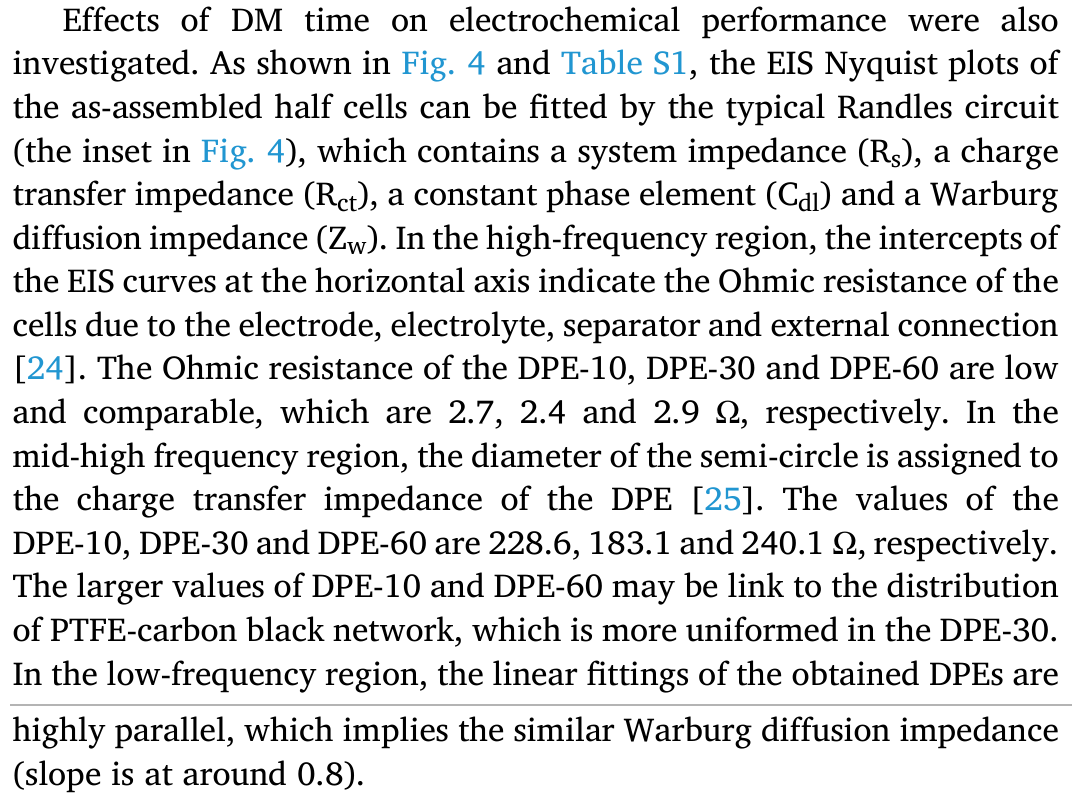 Effects of DM time on electrochemical performance were also
investigated. As shown in Fig. 4 and Table S1, the EIS Nyquist plots of
the as-assembled half cells can be fitted by the typical Randles circuit
(the inset in Fig. 4), which contains a system impedance (Rs), a charge
transfer impedance (Rct), a constant phase element (Cdl) and a Warburg
diffusion impedance (Zw). In the high-frequency region, the intercepts of
the EIS curves at the horizontal axis indicate the Ohmic resistance of the
cells due to the electrode, electrolyte, separator and external connection
[24]. The Ohmic resistance of the DPE-10, DPE-30 and DPE-60 are low
and comparable, which are 2.7, 2.4 and 2.9 Ω, respectively. In the
mid-high frequency region, the diameter of the semi-circle is assigned to
the charge transfer impedance of the DPE [25]. The values of the
DPE-10, DPE-30 and DPE-60 are 228.6, 183.1 and 240.1 Ω, respectively.
The larger values of DPE-10 and DPE-60 may be link to the distribution
of PTFE-carbon black network, which is more uniformed in the DPE-30.
In the low-frequency region, the linear fittings of the obtained DPEs are
highly parallel, which implies the similar Warburg diffusion impedance
(slope is at around 0.8).